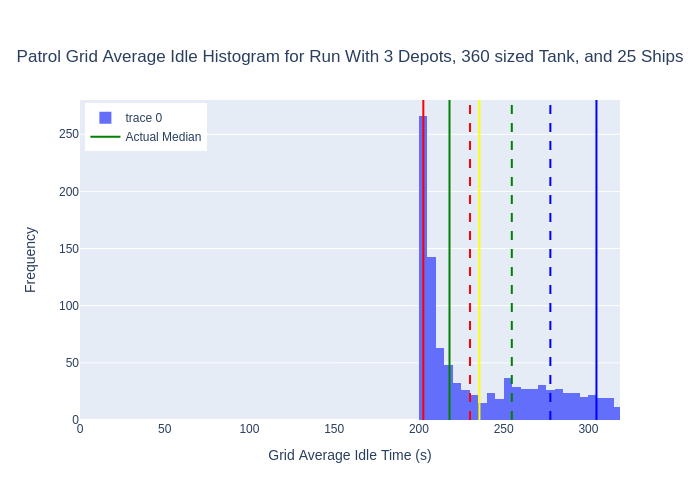 Patrol Grid Average Idle Histogram for Run With 3 Depots, 360 sized Tank, and 25 Ships
trace 0
Actual Median
Frequency
250
200
150
100
50
0
0 50 100 150 200 250 300
Grid Average Idle Time (s)